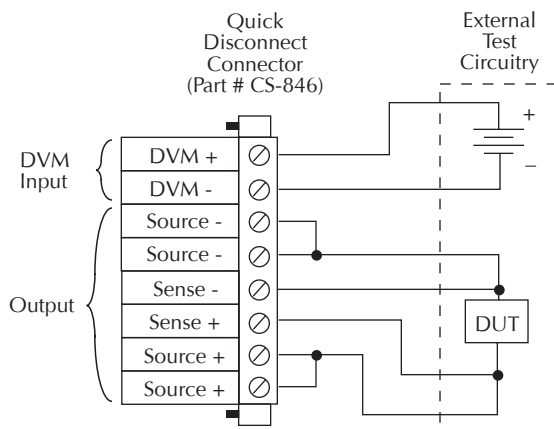 Quick
Disconnect
Connector
(Part # CS-846)
External
Test
Circuitry
DVM
Input
DVM +
DVM -
Output
Source -
Source -
Sense -
Sense +
Source +
Source +
+
−
DUT